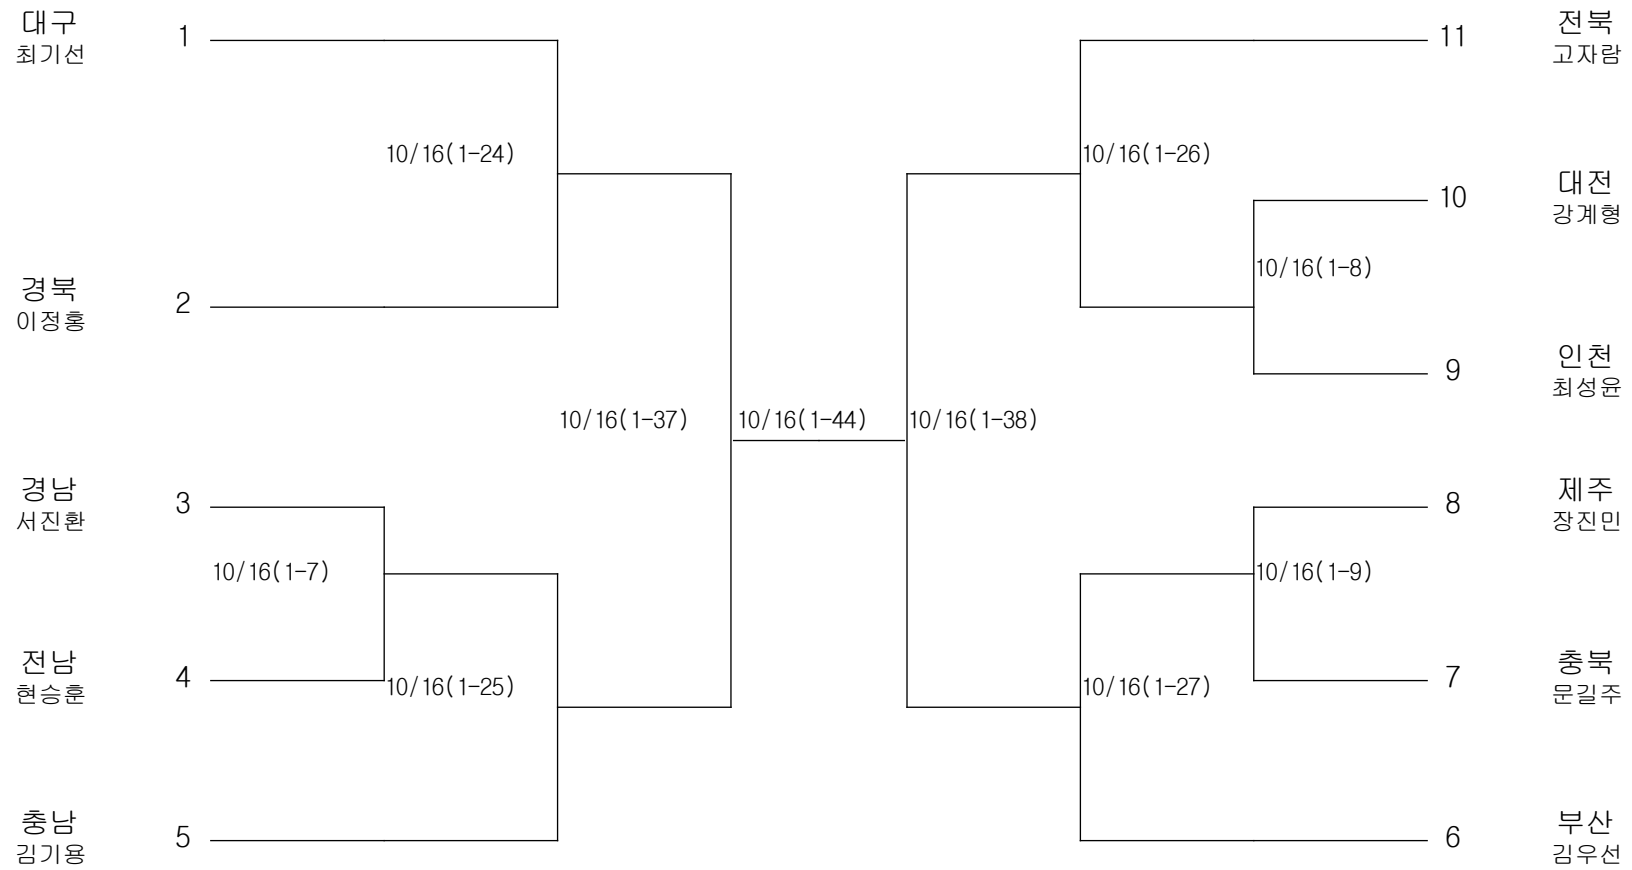 대구
최기선
1
10/16(1-24)
경북
이정홍
2
10/16(1-37)
경남
서진환
3
10/16(1-7)
전남
현승훈
4
10/16(1-25)
충남
김기용
5
10/16(1-44)
전북
고자람
11
10/16(1-26)
대전
강계형
10
10/16(1-8)
인천
최성윤
9
10/16(1-38)
제주
장진민
8
10/16(1-9)
충북
문길주
7
10/16(1-27)
부산
김우선
6